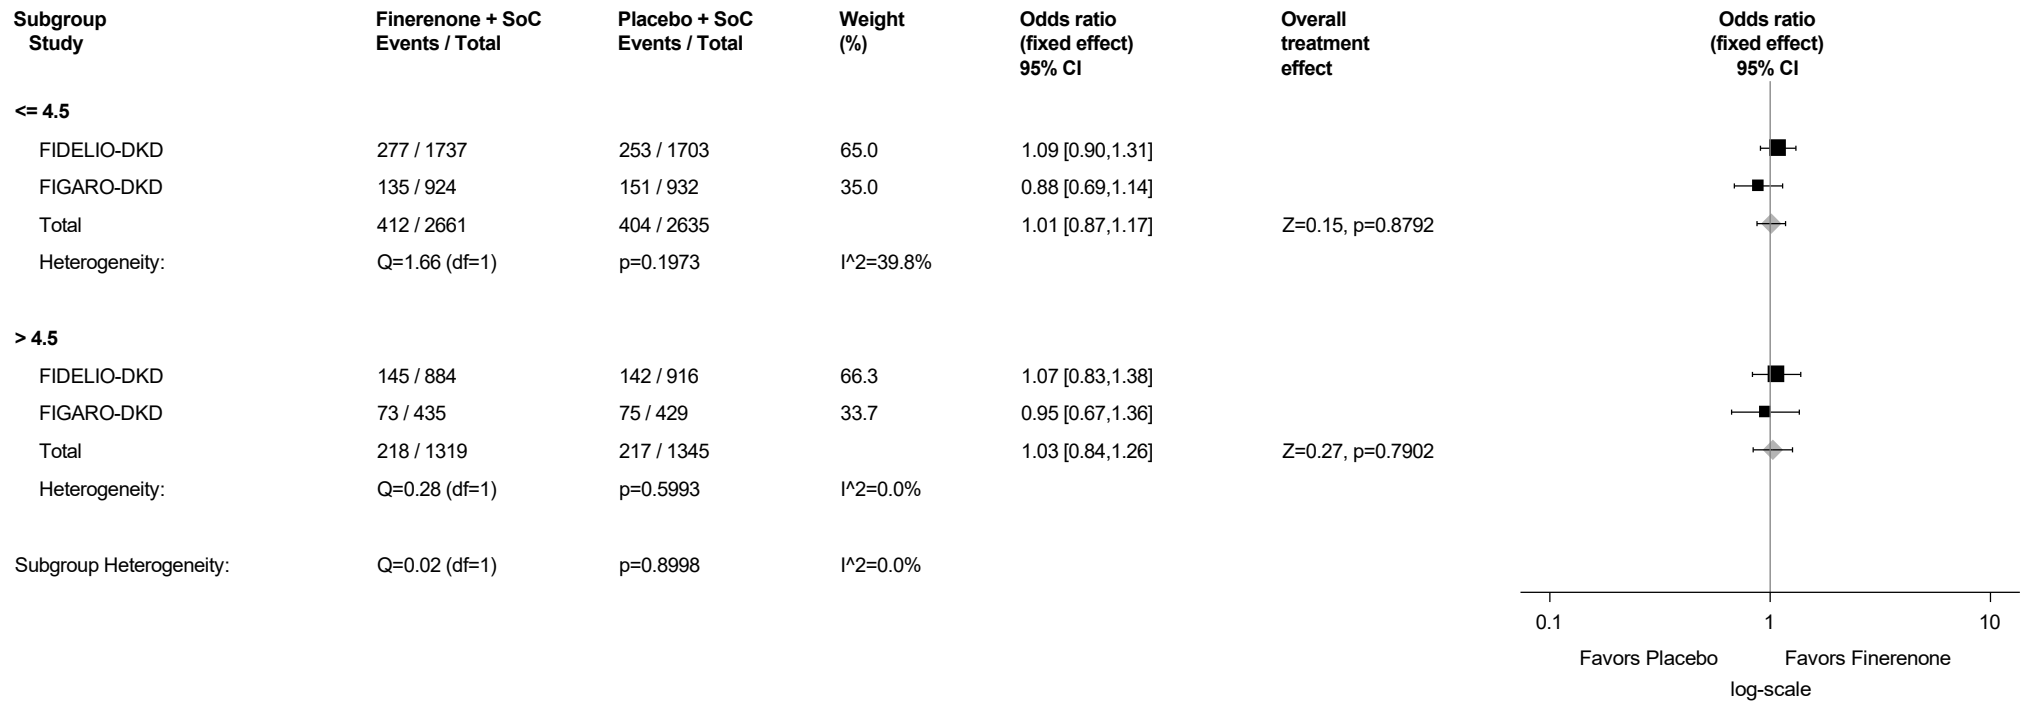 Subgroup Finerenone + SoC Placebo + SoC Weight Odds ratio Overall Odds ratio
Study Events / Total Events / Total (%) (fixed effect) treatment (fixed effect)
95% CI effect 95% CI
<= 4.5
FIDELIO-DKD 277 / 1737 253 / 1703 65.0 1.09 [0.90,1.31]
FIGARO-DKD 135 / 924 151 / 932 35.0 0.88 [0.69,1.14]
Total 412 / 2661 404 / 2635 1.01 [0.87,1.17] Z=0.15, p=0.8792
Heterogeneity: Q=1.66 (df=1) p=0.1973 I^2=39.8%
> 4.5
FIDELIO-DKD 145 / 884 142 / 916 66.3 1.07 [0.83,1.38]
FIGARO-DKD 73 / 435 75 / 429 33.7 0.95 [0.67,1.36]
Total 218 / 1319 217 / 1345 1.03 [0.84,1.26] Z=0.27, p=0.7902
Heterogeneity: Q=0.28 (df=1) p=0.5993 I^2=0.0%
Subgroup Heterogeneity: Q=0.02 (df=1) p=0.8998 I^2=0.0%
0.1 1 10
Favors Placebo Favors Finerenone
log-scale